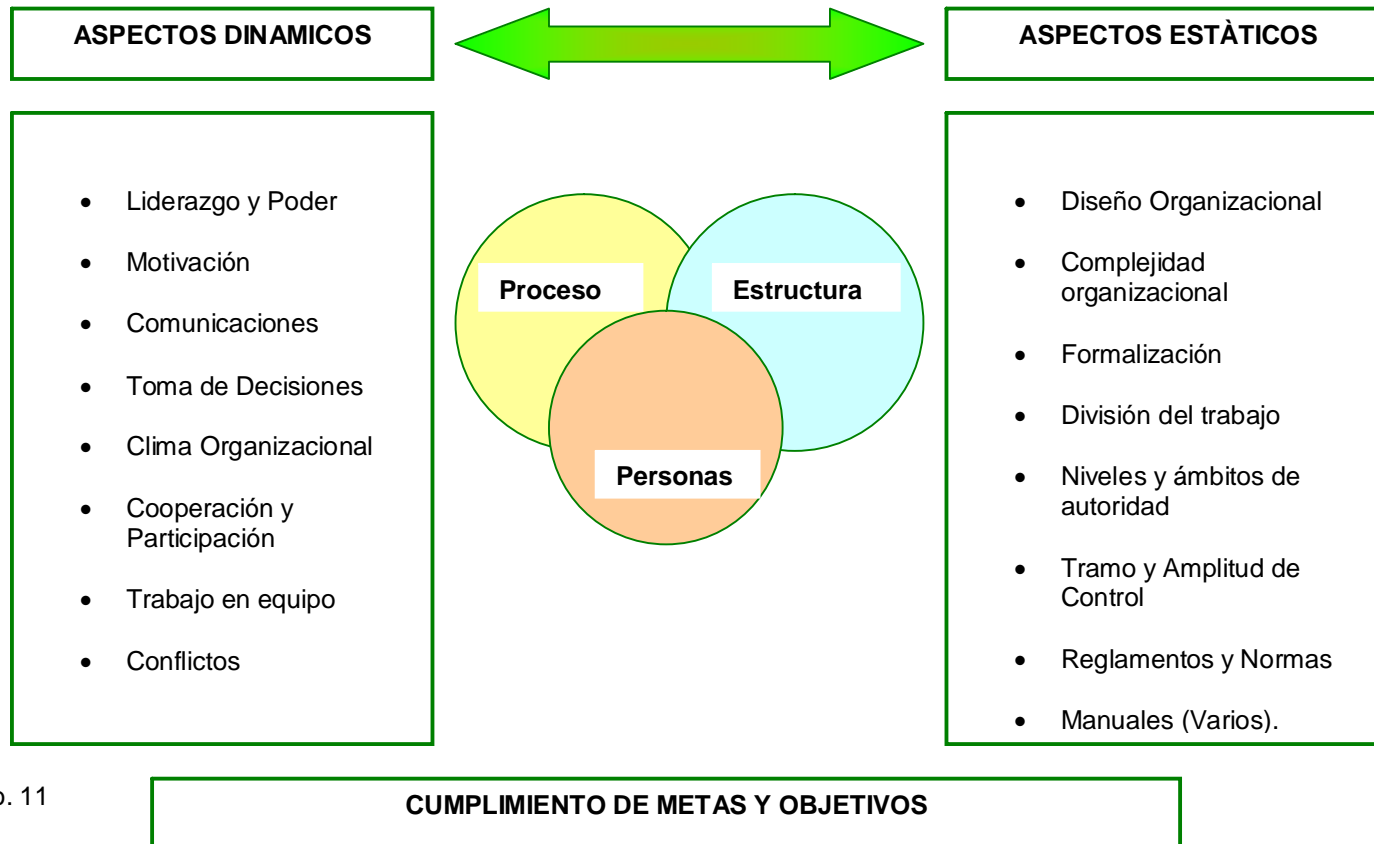 ASPECTOS DINAMICOS
ASPECTOS ESTÀTICOS
• Liderazgo y Poder
• Motivación
• Comunicaciones
• Toma de Decisiones
• Clima Organizacional
• Cooperación y
Participación
• Trabajo en equipo
• Conflictos
Proceso
Estructura
Personas
• Diseño Organizacional
• Complejidad
organizacional
• Formalización
• División del trabajo
• Niveles y ámbitos de
autoridad
• Tramo y Amplitud de
Control
• Reglamentos y Normas
• Manuales (Varios).
11
CUMPLIMIENTO DE METAS Y OBJETIVOS